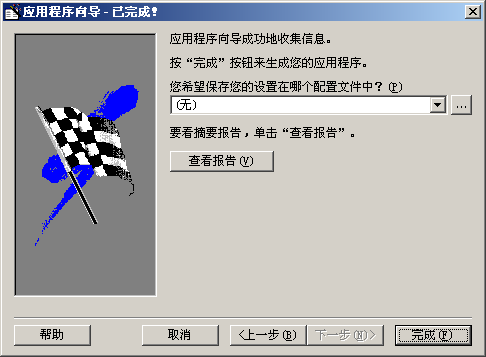 应用程序向导 - 已完成!
应用程序向导成功地收集信息。
按“完成”按钮来生成您的应用程序。
您希望保存您的设置在哪个配置文件中? (P)
(无)
...
要看摘要报告,单击“查看报告”。
查看报告(V)
帮助 取消 <上一步(B) 下一步(N)> 完成(F)